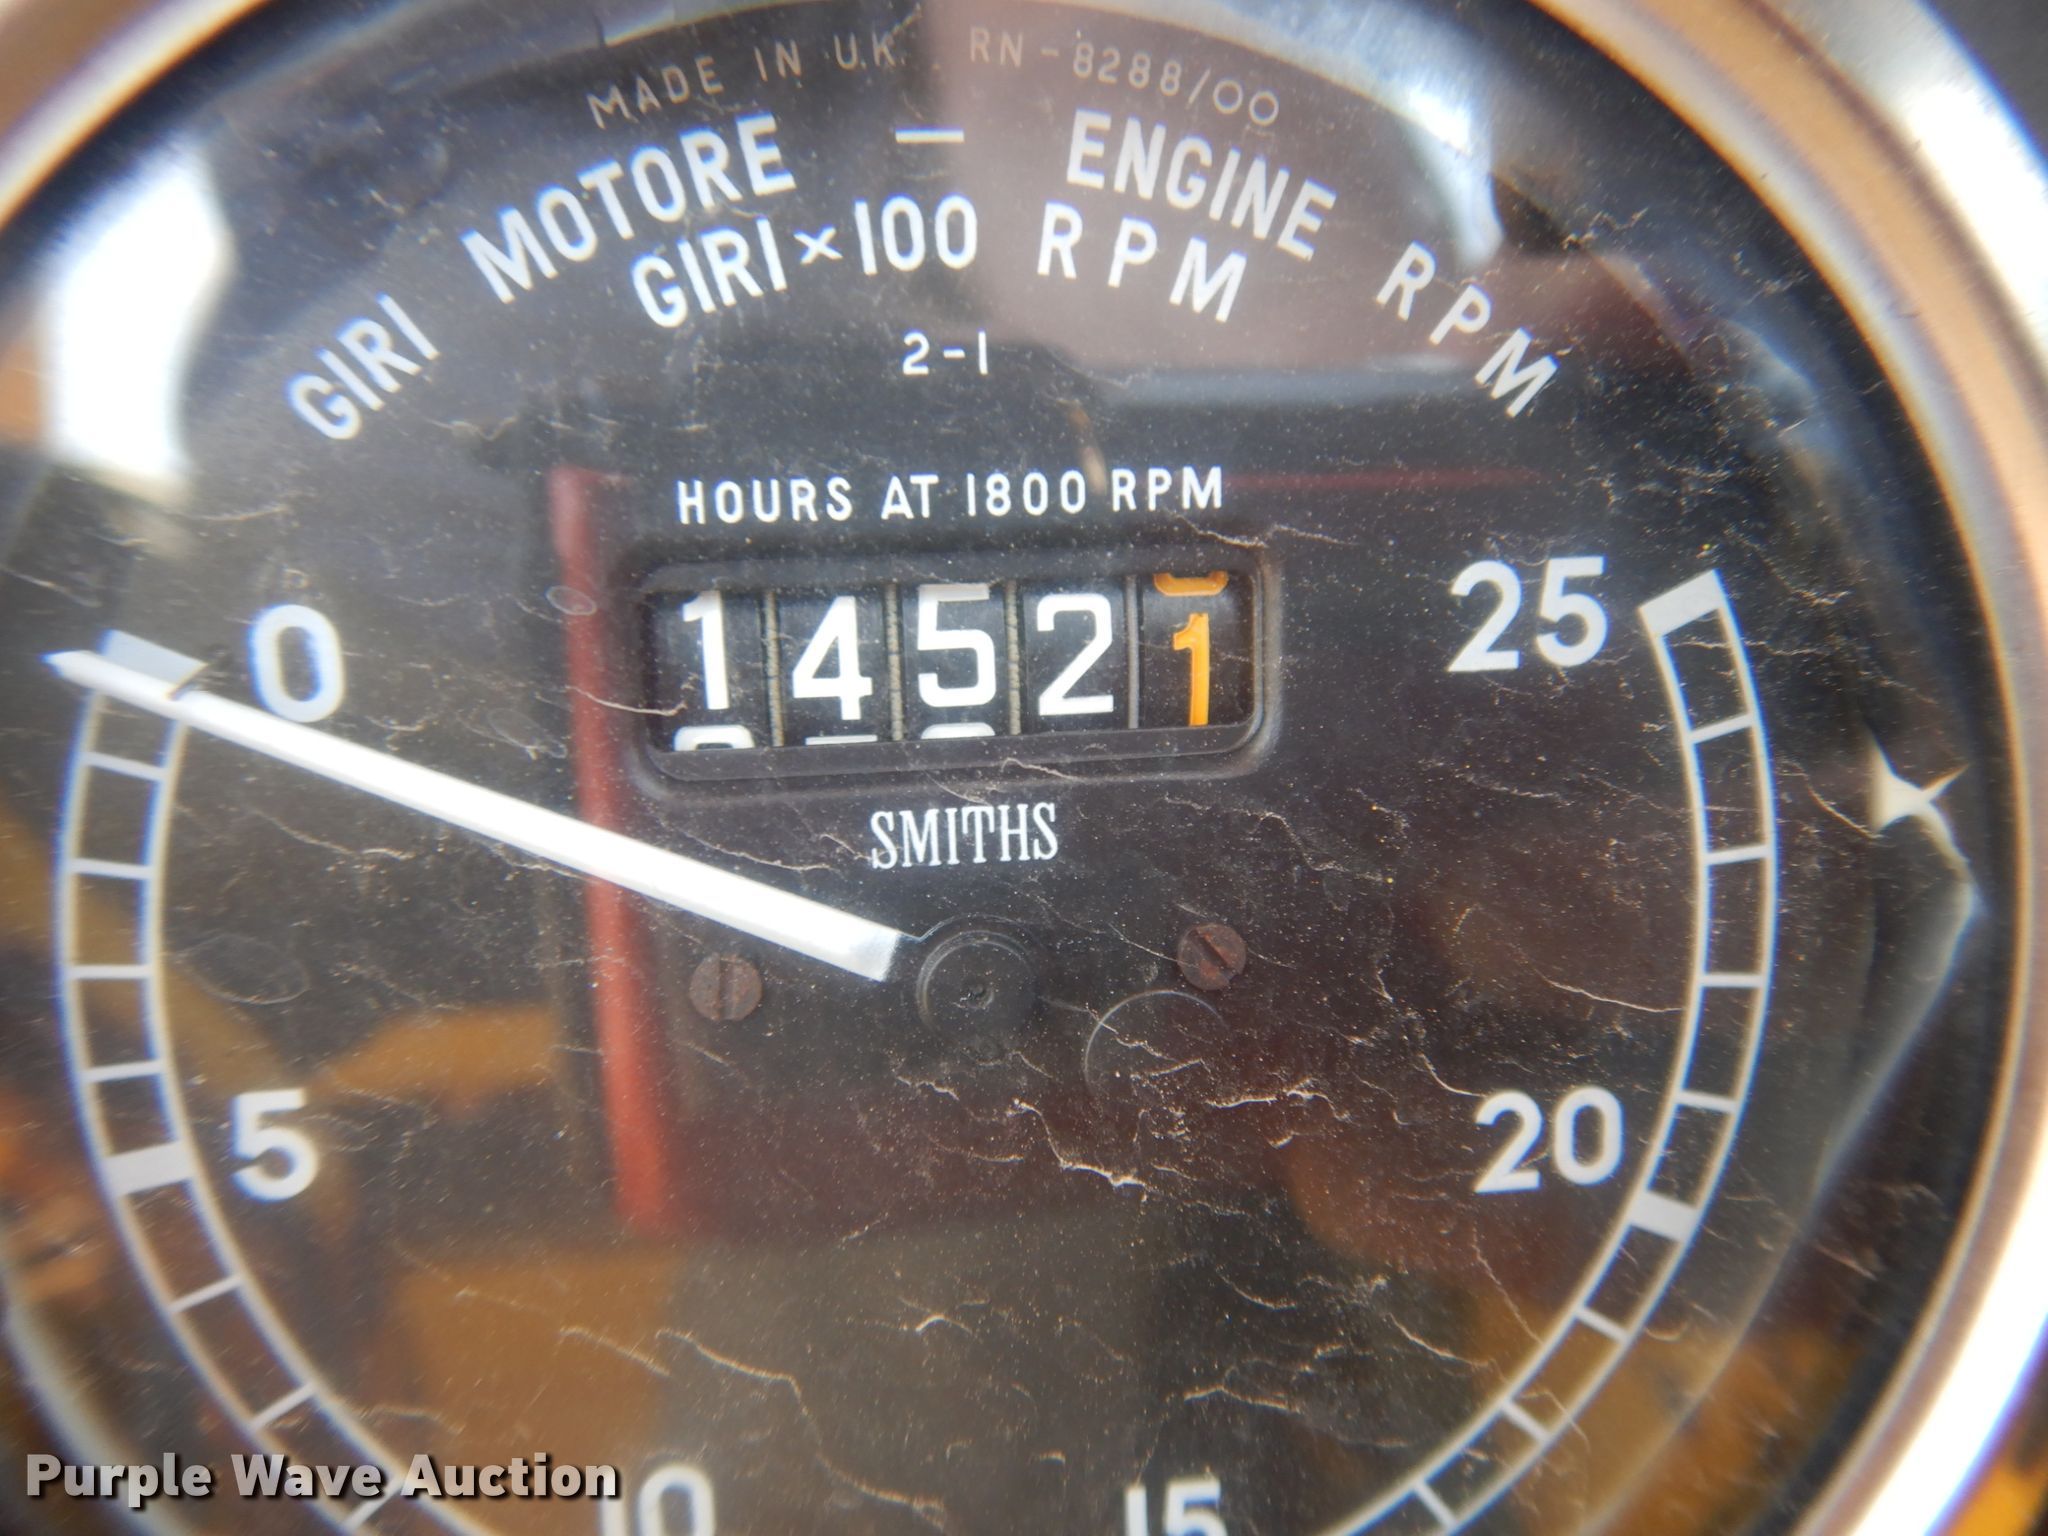 MADE IN U.K. RN-8288/00
GIRI MOTORE — ENGINE RPM
GIRI×100 RPM
2-1
HOURS AT 1800 RPM
14521
SMITHS
0
25
5
20
10
15
Purple Wave Auction